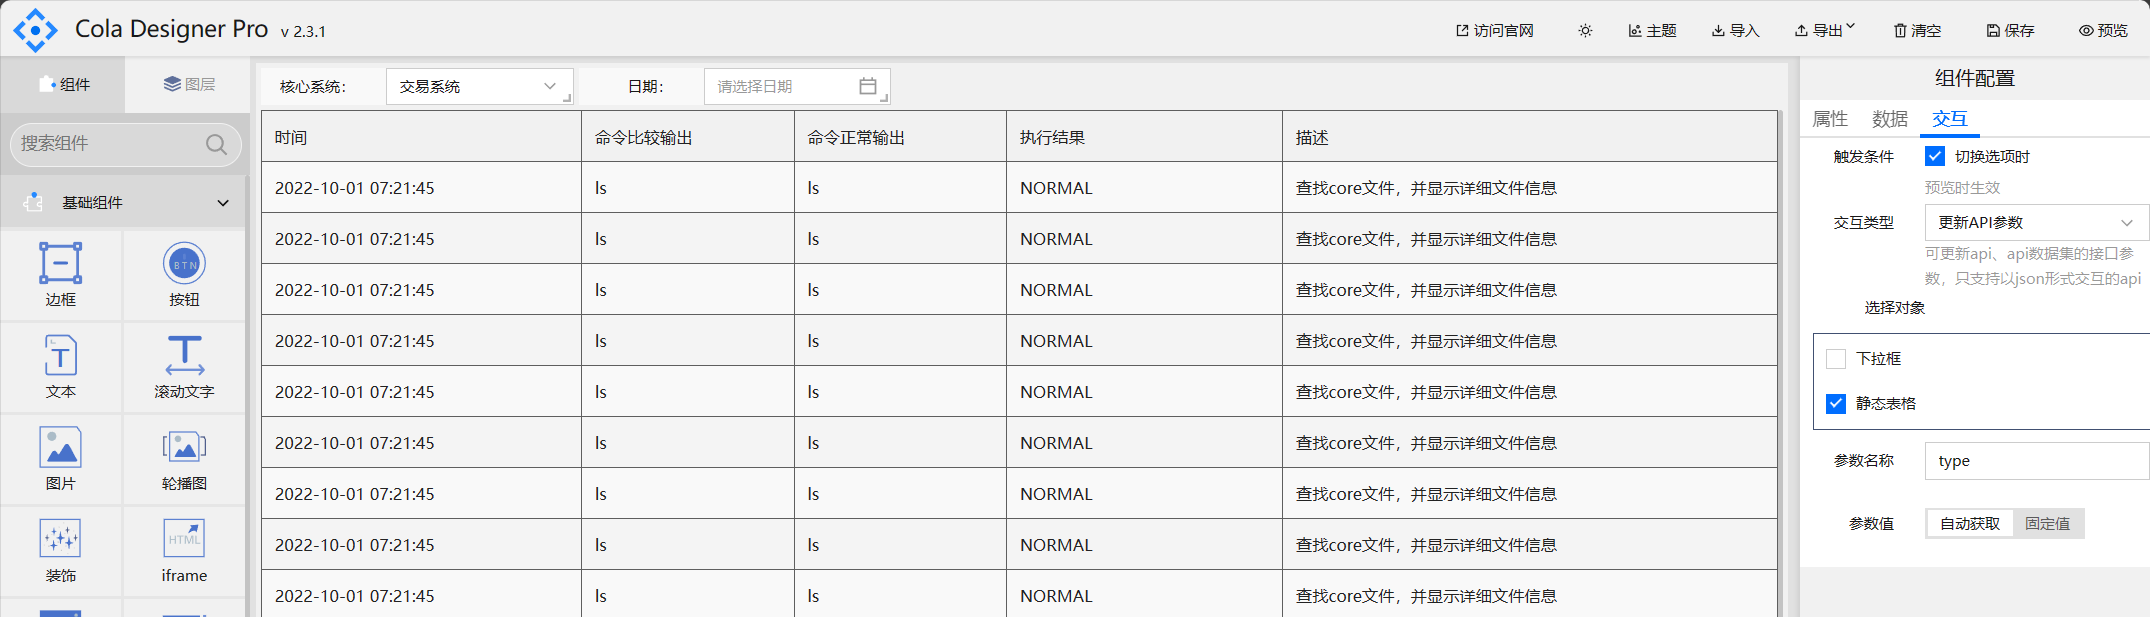 Cola Designer Pro v 2.3.1
访问官网 主题 导入 导出 清空 保存 预览
组件 图层
搜索组件
基础组件
边框 按钮
BTN
文本 滚动文字
图片 轮播图
装饰 iframe
HTML
核心系统： 交易系统 日期： 请选择日期
时间 命令比较输出 命令正常输出 执行结果 描述
2022-10-01 07:21:45 ls ls NORMAL 查找core文件，并显示详细文件信息
2022-10-01 07:21:45 ls ls NORMAL 查找core文件，并显示详细文件信息
2022-10-01 07:21:45 ls ls NORMAL 查找core文件，并显示详细文件信息
2022-10-01 07:21:45 ls ls NORMAL 查找core文件，并显示详细文件信息
2022-10-01 07:21:45 ls ls NORMAL 查找core文件，并显示详细文件信息
2022-10-01 07:21:45 ls ls NORMAL 查找core文件，并显示详细文件信息
2022-10-01 07:21:45 ls ls NORMAL 查找core文件，并显示详细文件信息
2022-10-01 07:21:45 ls ls NORMAL 查找core文件，并显示详细文件信息
2022-10-01 07:21:45 ls ls NORMAL 查找core文件，并显示详细文件信息
组件配置
属性 数据 交互
触发条件 切换选项时
预览时生效
交互类型 更新API参数
可更新api、api数据集的接口参
数，只支持以json形式交互的api
选择对象
下拉框
静态表格
参数名称 type
参数值 自动获取 固定值